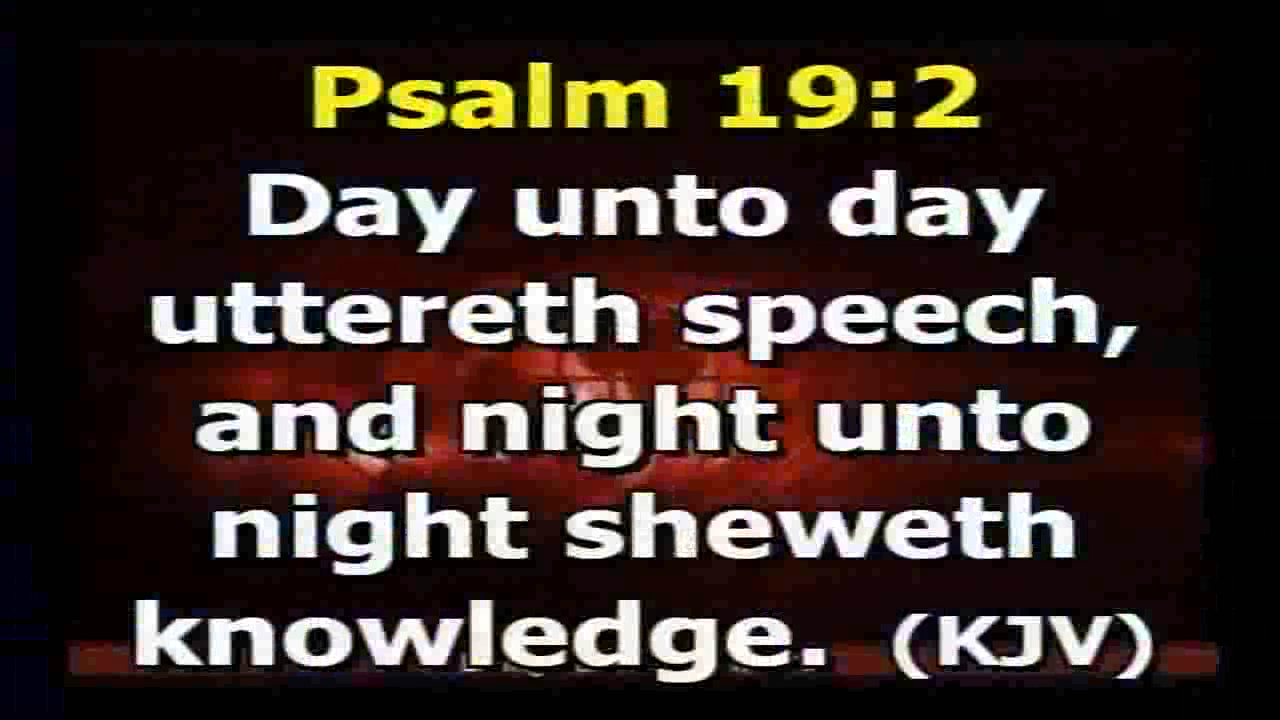 Psalm 19:2
Day unto day
uttereth speech,
and night unto
night sheweth
knowledge. (KJV)